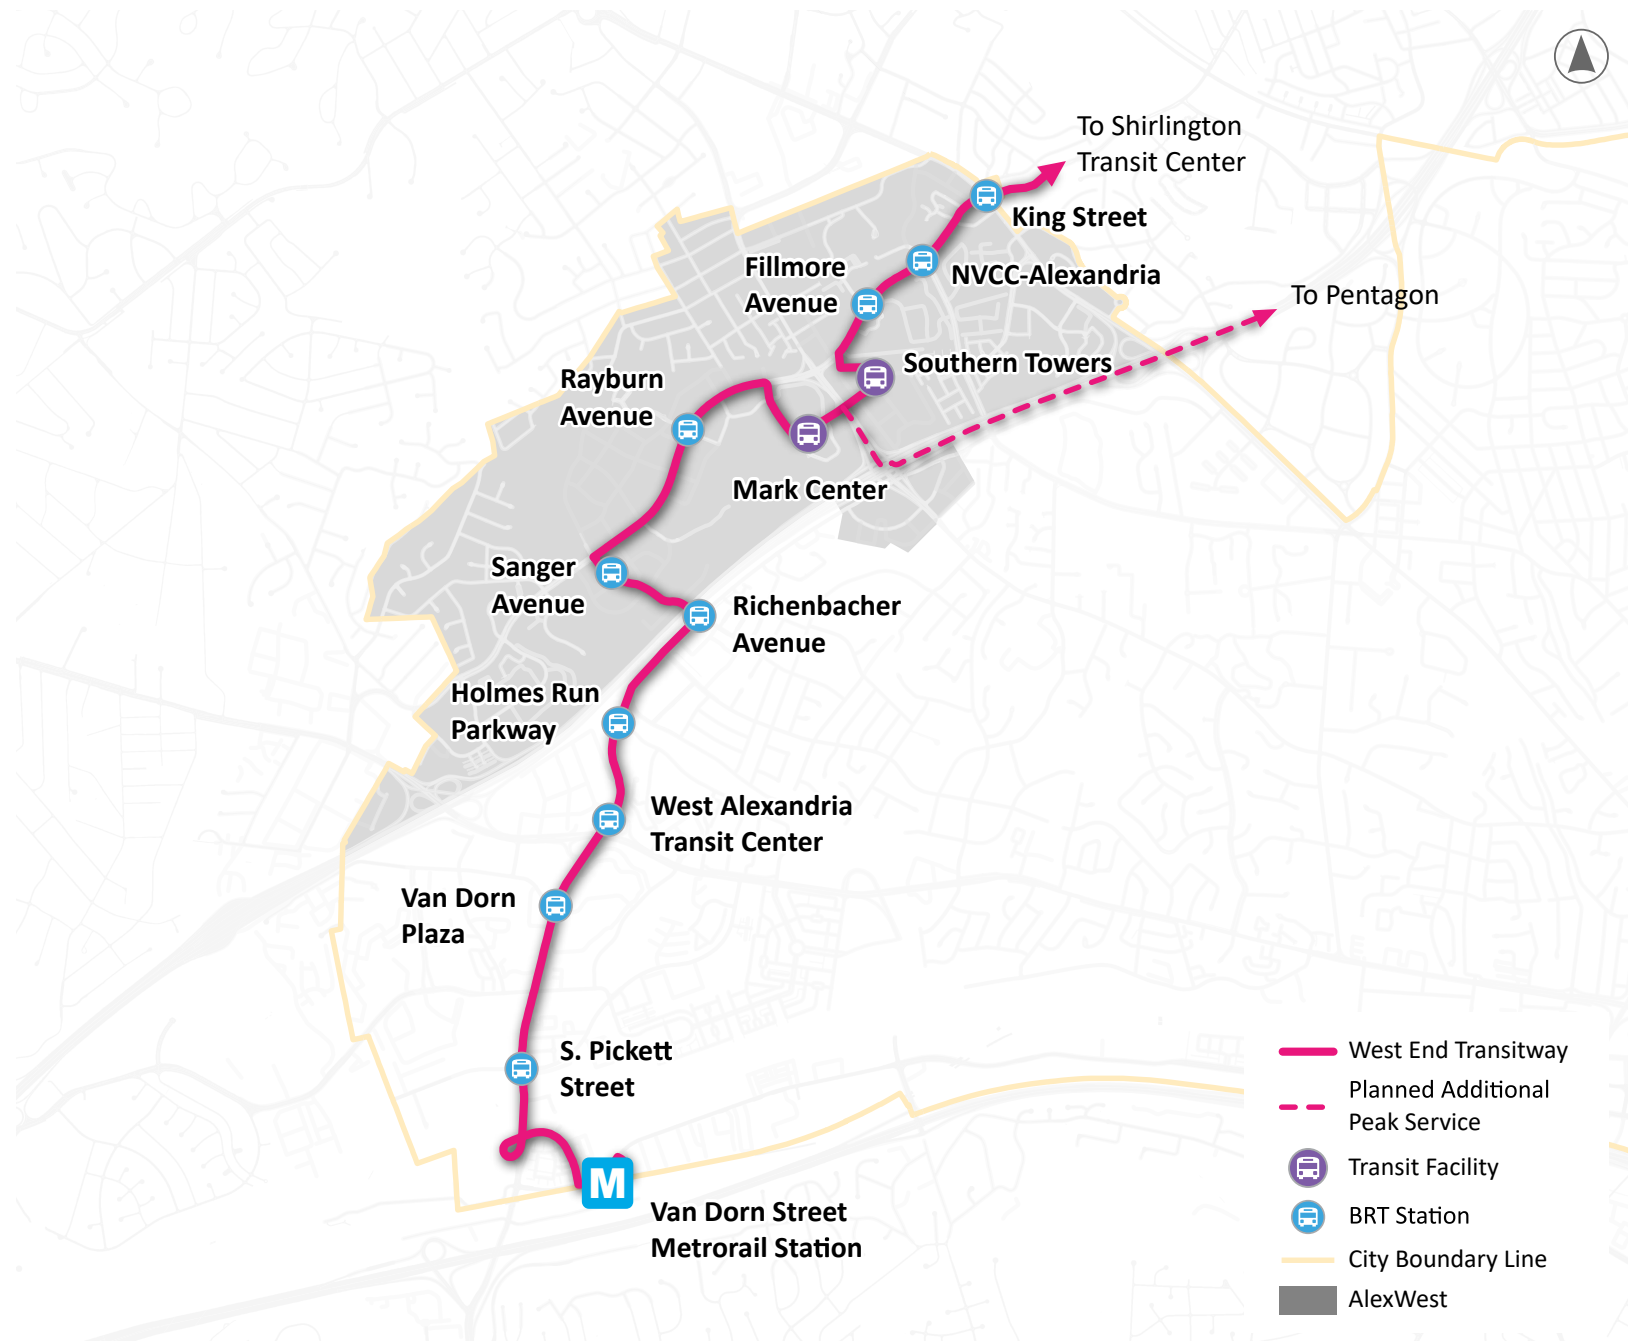 To Shirlington
Transit Center
King Street
NVCC-Alexandria
Fillmore
Avenue
To Pentagon
Southern Towers
Rayburn
Avenue
Mark Center
Sanger
Avenue
Richenbacher
Avenue
Holmes Run
Parkway
West Alexandria
Transit Center
Van Dorn
Plaza
S. Pickett
Street
M
Van Dorn Street
Metrorail Station
West End Transitway
Planned Additional
Peak Service
Transit Facility
BRT Station
City Boundary Line
AlexWest